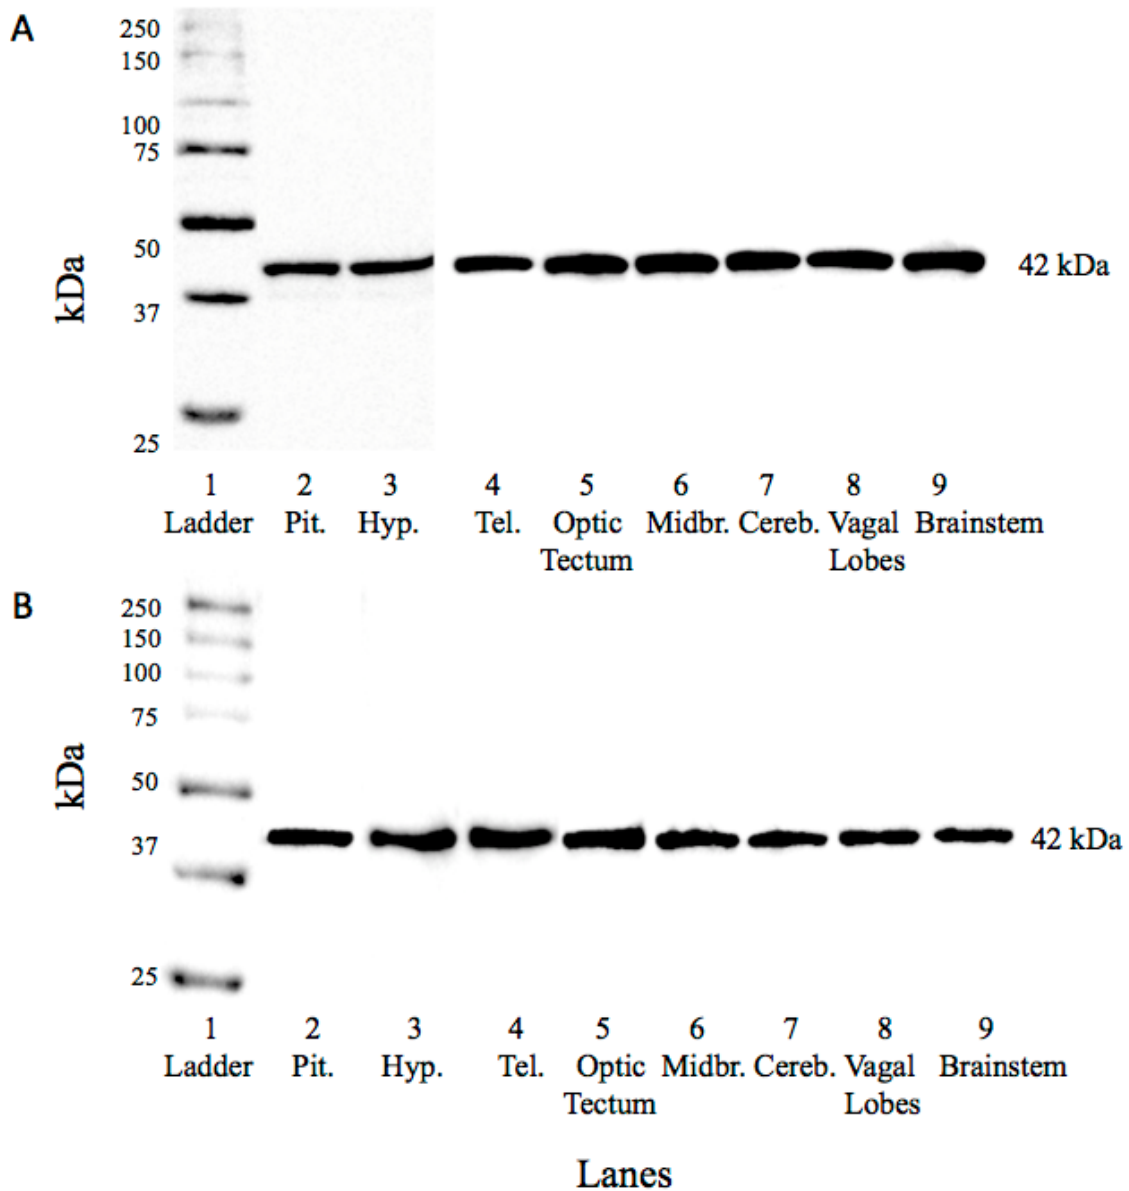 A
250
150
100
75
50
37
25
kDa
42 kDa
1 2 3 4 5 6 7 8 9
Ladder Pit. Hyp. Tel. Optic Midbr. Cereb. Vagal Brainstem
Tectum Lobes
B
250
150
100
75
50
37
25
kDa
42 kDa
1 2 3 4 5 6 7 8 9
Ladder Pit. Hyp. Tel. Optic Midbr. Cereb. Vagal Brainstem
Tectum Lobes
Lanes